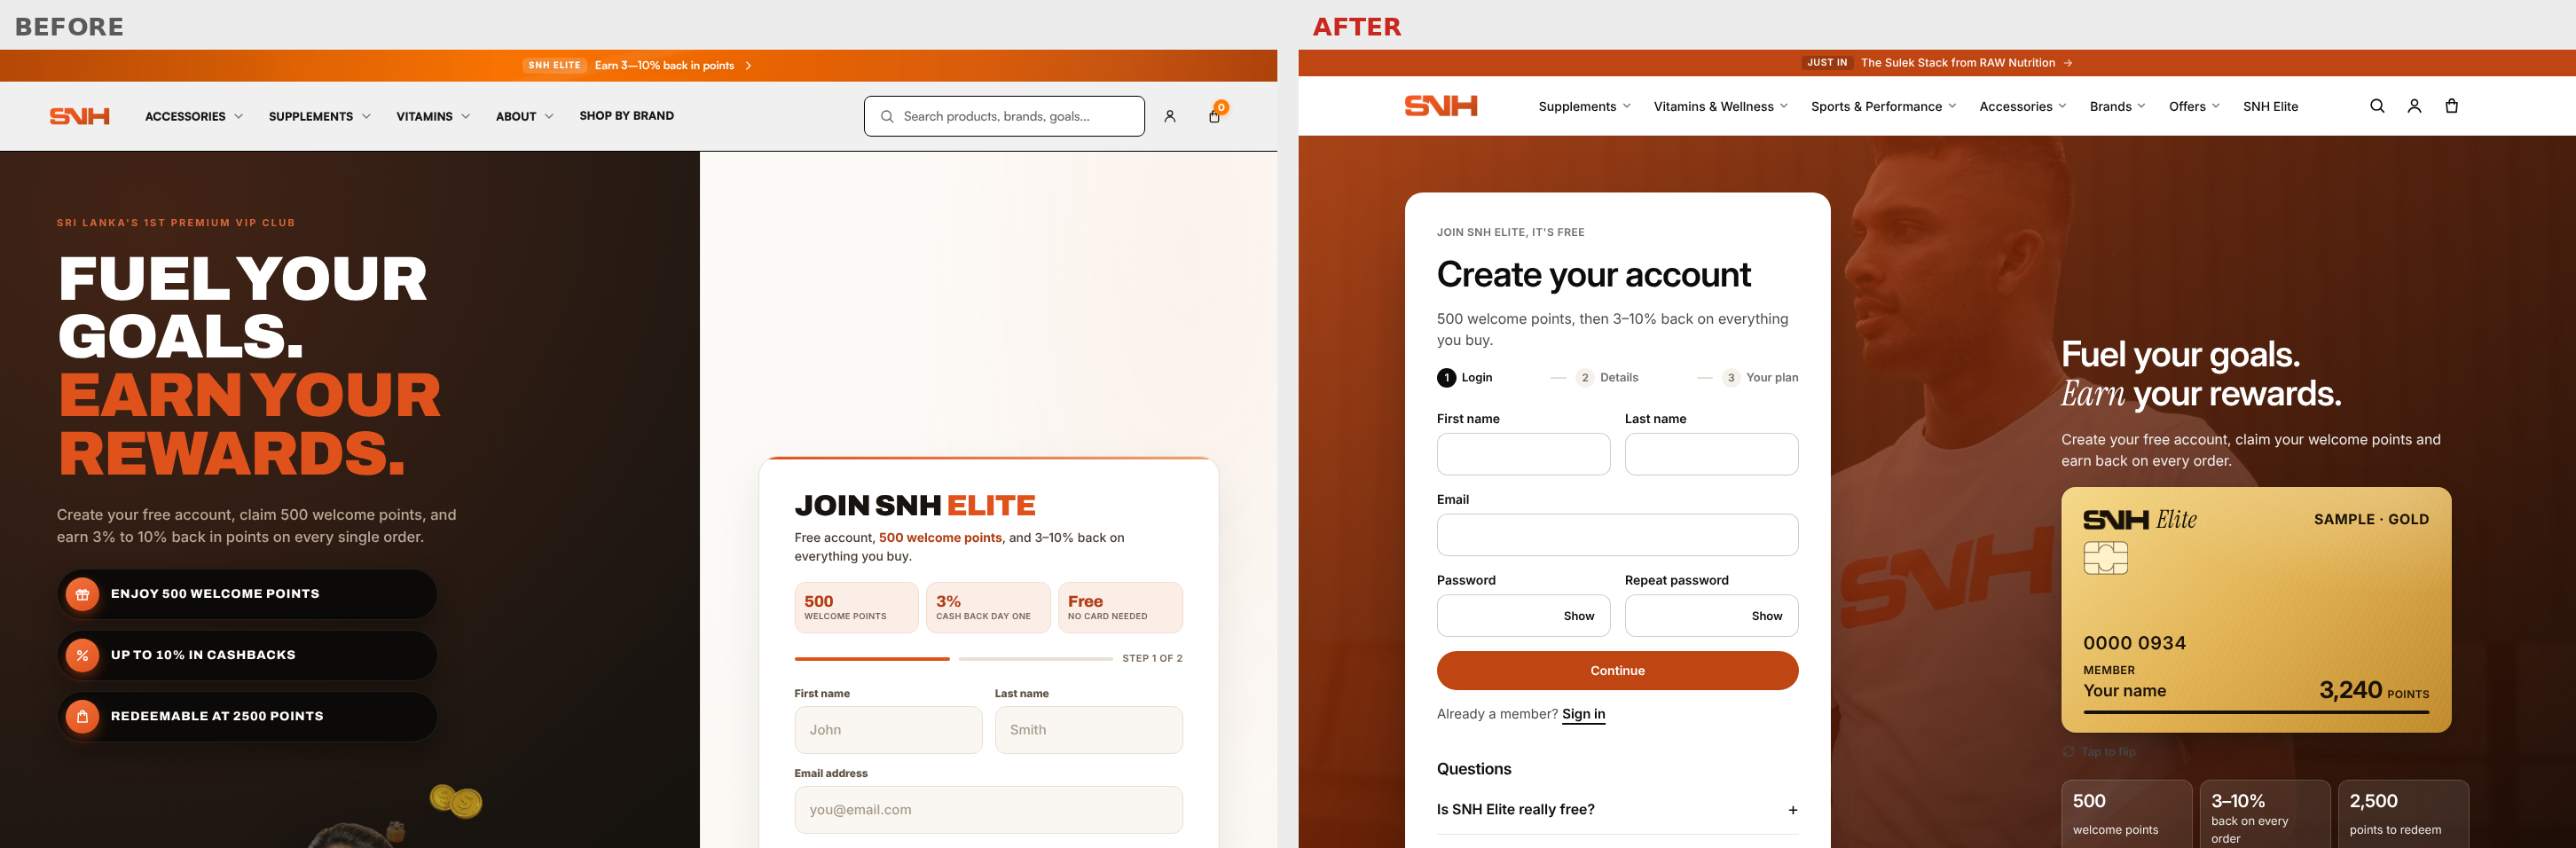 BEFORE
SNH ELITE Earn 3–10% back in points
SNH
ACCESSORIES
SUPPLEMENTS
VITAMINS
ABOUT
SHOP BY BRAND
Search products, brands, goals...
0
SRI LANKA'S 1ST PREMIUM VIP CLUB
FUEL YOUR
GOALS.
EARN YOUR
REWARDS.
Create your free account, claim 500 welcome points, and
earn 3% to 10% back in points on every single order.
ENJOY 500 WELCOME POINTS
UP TO 10% IN CASHBACKS
REDEEMABLE AT 2500 POINTS
JOIN SNH ELITE
Free account, 500 welcome points, and 3–10% back on
everything you buy.
500
WELCOME POINTS
3%
CASH BACK DAY ONE
Free
NO CARD NEEDED
STEP 1 OF 2
First name
Last name
John
Smith
Email address
you@email.com
AFTER
JUST IN The Sulek Stack from RAW Nutrition →
SNH
Supplements
Vitamins & Wellness
Sports & Performance
Accessories
Brands
Offers
SNH Elite
JOIN SNH ELITE, IT'S FREE
Create your account
500 welcome points, then 3–10% back on everything
you buy.
1 Login
2 Details
3 Your plan
First name
Last name
Email
Password
Repeat password
Show
Show
Continue
Already a member? Sign in
Questions
Is SNH Elite really free?
+
SNH
Fuel your goals.
Earn your rewards.
Create your free account, claim your welcome points and
earn back on every order.
SNH Elite
SAMPLE · GOLD
0000 0934
MEMBER
Your name
3,240 POINTS
Tap to flip
500
welcome points
3–10%
back on every
order
2,500
points to redeem